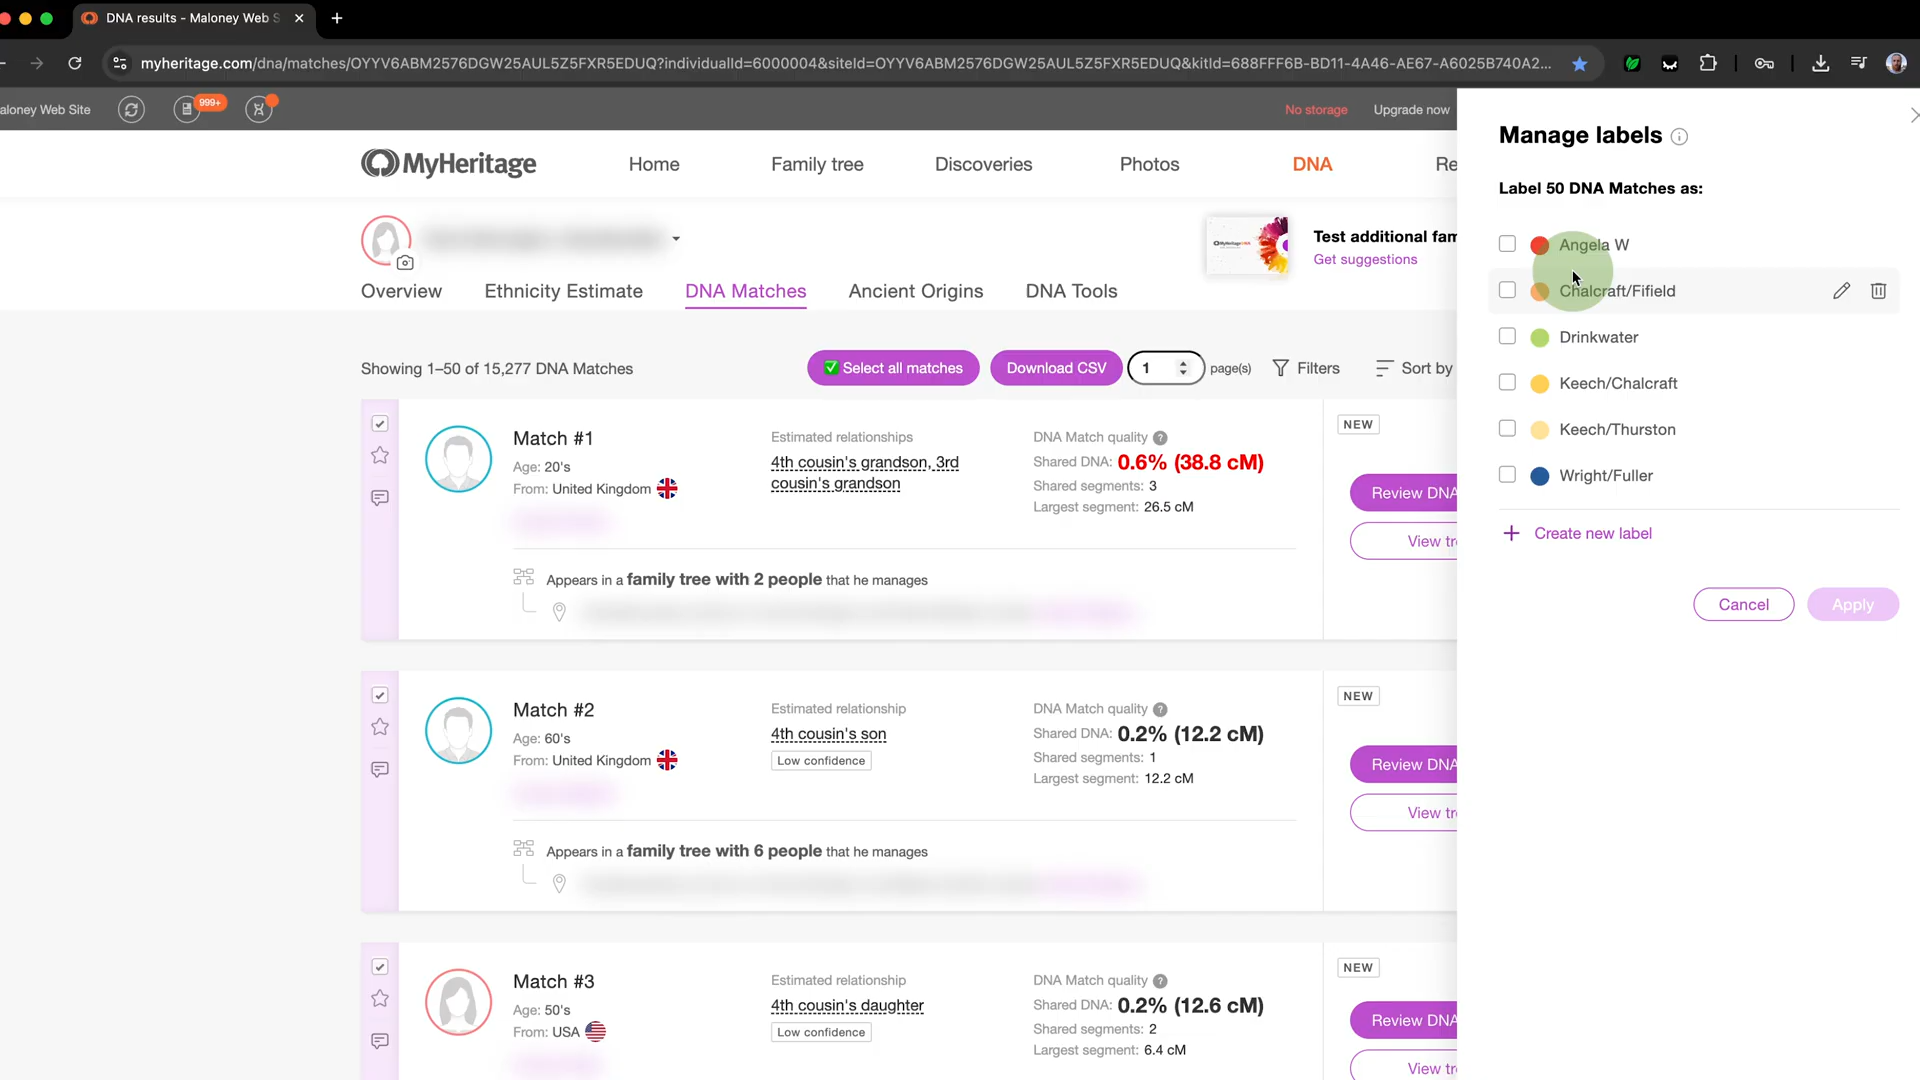 DNA results - Maloney Web S
myheritage.com/dna/matches/OYYV6ABM2576DGW25AUL5Z5FXR5EDUQ?individualId=6000004&siteId=OYYV6ABM2576DGW25AUL5Z5FXR5EDUQ&kitId=688FFF6B-BD11-4A46-AE67-A6025B740A2...
aloney Web Site
999+
No storage
Upgrade now
MyHeritage
Home
Family tree
Discoveries
Photos
DNA
Re
Test additional fam
Get suggestions
Overview
Ethnicity Estimate
DNA Matches
Ancient Origins
DNA Tools
Showing 1–50 of 15,277 DNA Matches
Select all matches
Download CSV
1
page(s)
Filters
Sort by
Match #1
Age: 20's
From: United Kingdom
Estimated relationships
4th cousin's grandson, 3rd
cousin's grandson
DNA Match quality ?
Shared DNA: 0.6% (38.8 cM)
Shared segments: 3
Largest segment: 26.5 cM
NEW
Review DNA
View tr
Appears in a family tree with 2 people that he manages
Match #2
Age: 60's
From: United Kingdom
Estimated relationship
4th cousin's son
Low confidence
DNA Match quality ?
Shared DNA: 0.2% (12.2 cM)
Shared segments: 1
Largest segment: 12.2 cM
NEW
Review DNA
View tr
Appears in a family tree with 6 people that he manages
Match #3
Age: 50's
From: USA
Estimated relationship
4th cousin's daughter
Low confidence
DNA Match quality ?
Shared DNA: 0.2% (12.6 cM)
Shared segments: 2
Largest segment: 6.4 cM
NEW
Review DNA
View tr
Manage labels
Label 50 DNA Matches as:
Angela W
Chalcraft/Fifield
Drinkwater
Keech/Chalcraft
Keech/Thurston
Wright/Fuller
+ Create new label
Cancel
Apply